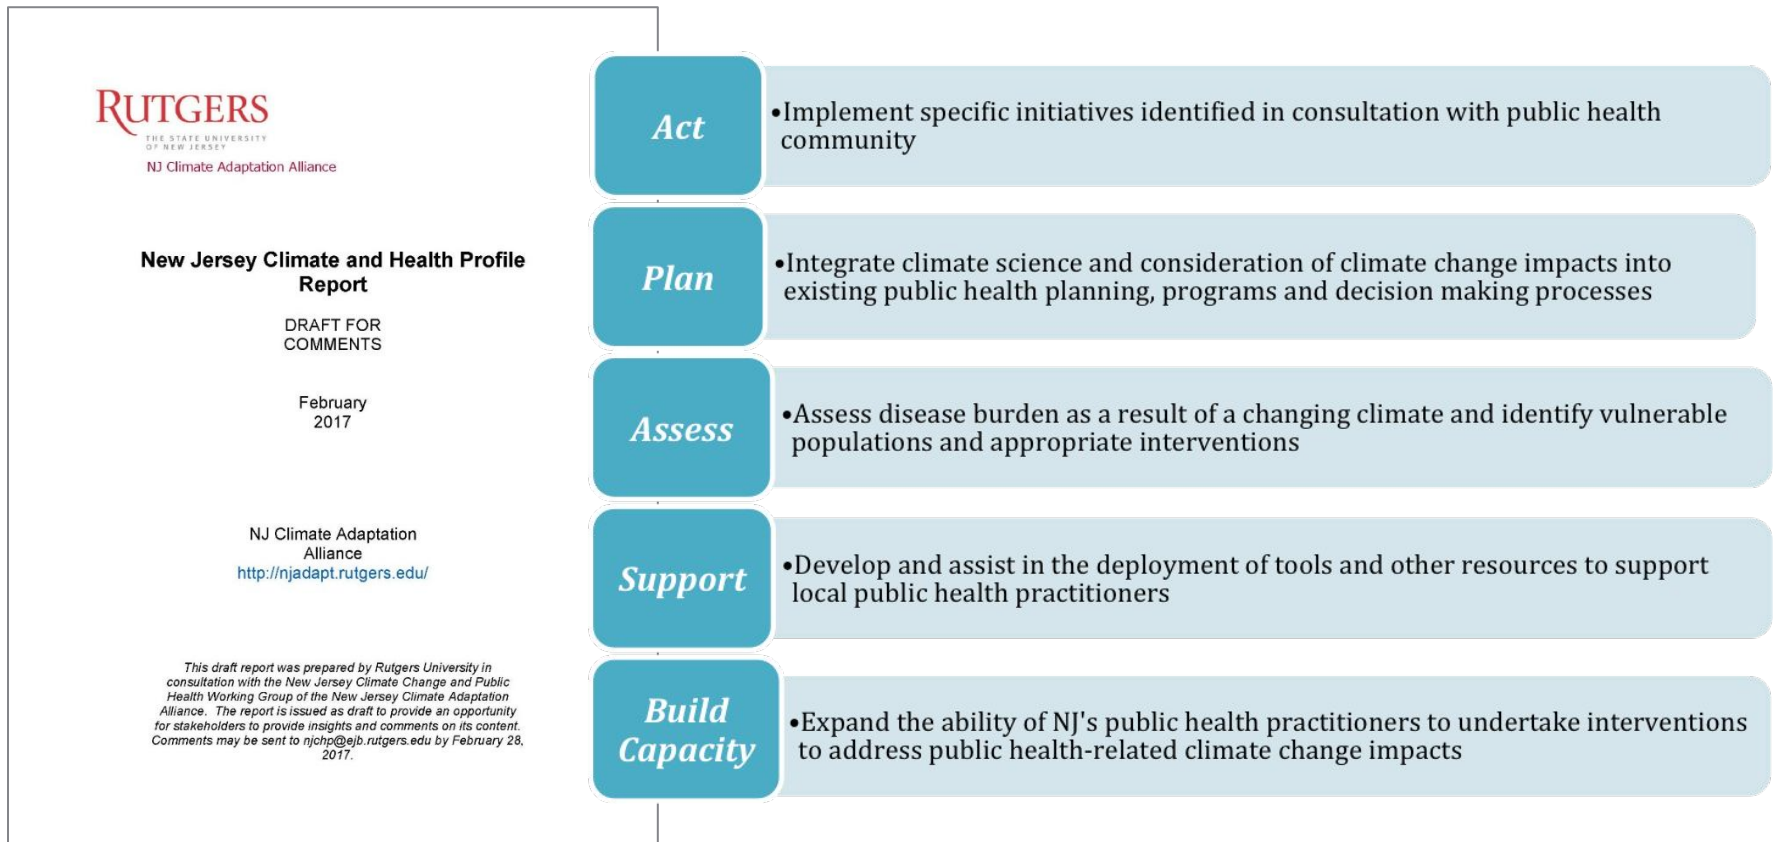 RUTGERS
THE STATE UNIVERSITY
OF NEW JERSEY
NJ Climate Adaptation Alliance
New Jersey Climate and Health Profile
Report
DRAFT FOR
COMMENTS
February
2017
NJ Climate Adaptation
Alliance
http://njadapt.rutgers.edu/
This draft report was prepared by Rutgers University in
consultation with the New Jersey Climate Change and Public
Health Working Group of the New Jersey Climate Adaptation
Alliance. The report is issued as draft to provide an opportunity
for stakeholders to provide insights and comments on its content.
Comments may be sent to njchp@ejb.rutgers.edu by February 28,
2017.
Act
•Implement specific initiatives identified in consultation with public health
community
Plan
•Integrate climate science and consideration of climate change impacts into
existing public health planning, programs and decision making processes
Assess
•Assess disease burden as a result of a changing climate and identify vulnerable
populations and appropriate interventions
Support
•Develop and assist in the deployment of tools and other resources to support
local public health practitioners
Build
Capacity
•Expand the ability of NJ's public health practitioners to undertake interventions
to address public health-related climate change impacts